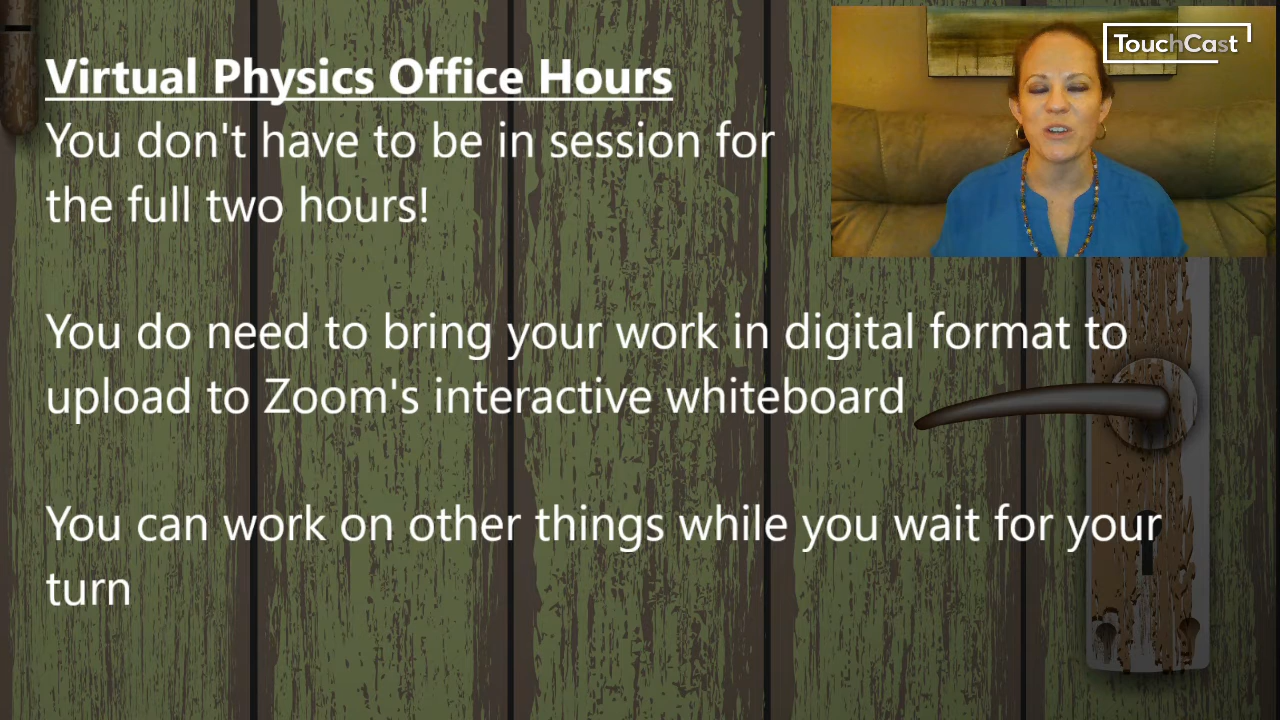 Virtual Physics Office Hours
You don't have to be in session for
the full two hours!
You do need to bring your work in digital format to
upload to Zoom's interactive whiteboard
You can work on other things while you wait for your
turn
TouchCast